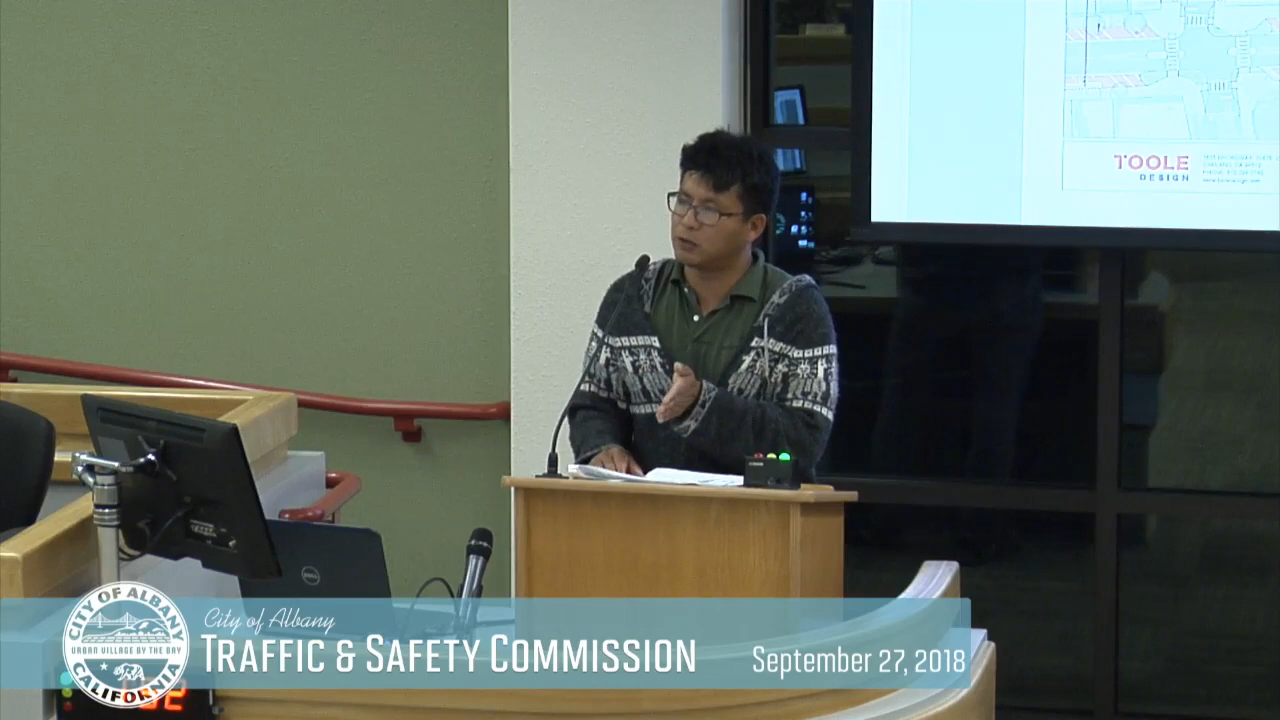 TOOLE
DESIGN
DELL
CITY OF ALBANY
URBAN VILLAGE BY THE BAY
CALIFORNIA
City of Albany
TRAFFIC & SAFETY COMMISSION
September 27, 2018